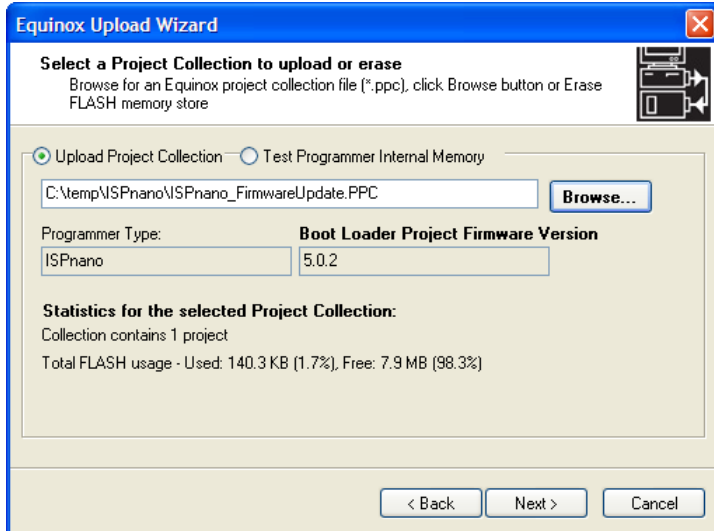 Equinox Upload Wizard
Select a Project Collection to upload or erase
Browse for an Equinox project collection file (*.ppc), click Browse button or Erase
FLASH memory store
Upload Project Collection Test Programmer Internal Memory
C:\temp\ISPnano\ISPnano_FirmwareUpdate.PPC Browse...
Programmer Type: Boot Loader Project Firmware Version
ISPnano 5.0.2
Statistics for the selected Project Collection:
Collection contains 1 project
Total FLASH usage - Used: 140.3 KB (1.7%), Free: 7.9 MB (98.3%)
< Back Next > Cancel